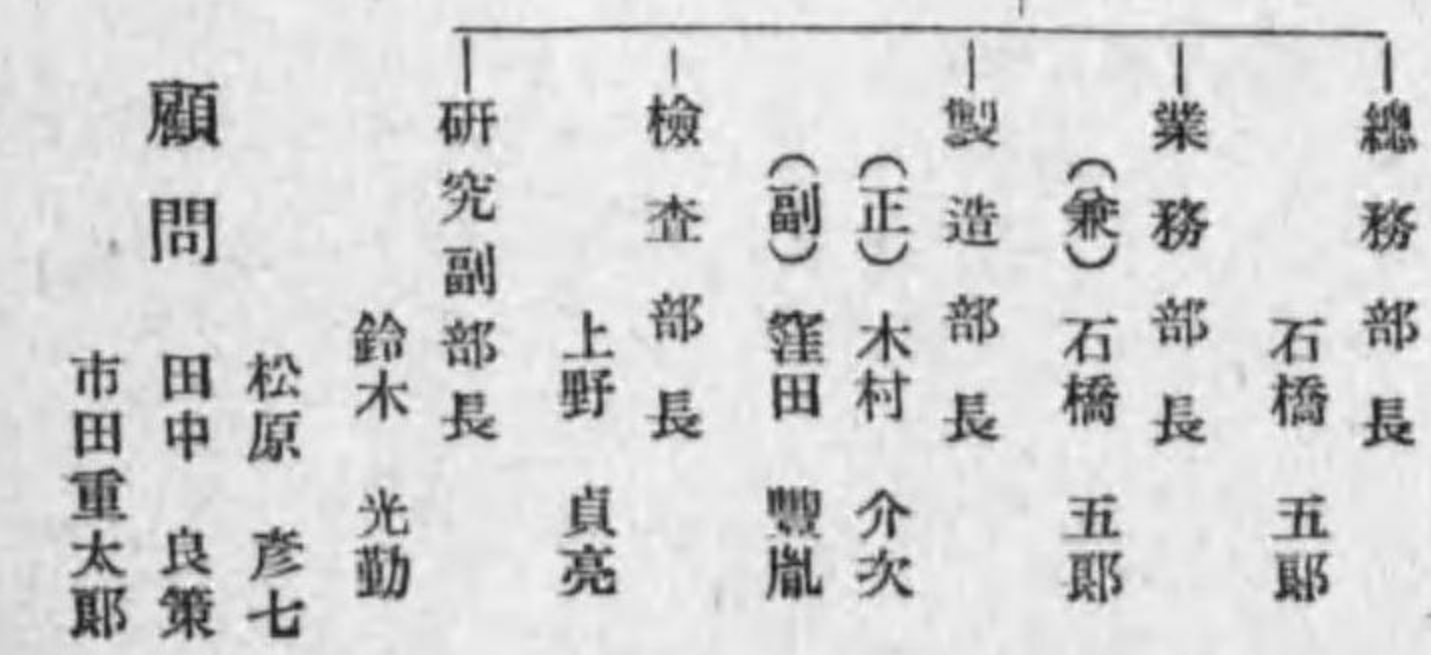 總務部長
石橋 五郎
業務部長
(兼) 石橋 五郎
製造部長
(正) 木村 介次
(副) 窪田 豐胤
檢查部長
上野 貞亮
研究副部長
鈴木 光勤
顧問
松原 彦七
田中 良策
市田重太郎